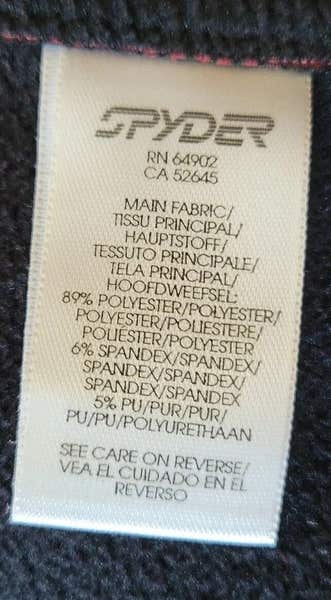 SPYDER
RN 64902
CA 52645
MAIN FABRIC/
TISSU PRINCIPAL/
HAUPTSTOFF/
TESSUTO PRINCIPALE/
TELA PRINCIPAL/
HOOFDWEEFSEL:
89% POLYESTER/POLYESTER/
POLYESTER/POLIESTERE/
POLIÉSTER/POLYESTER
6% SPANDEX/SPANDEX/
SPANDEX/SPANDEX/
SPANDEX/SPANDEX
5% PU/PUR/PUR/
PU/PU/POLYURETHAAN
SEE CARE ON REVERSE/
VEA EL CUIDADO EN EL
REVERSO